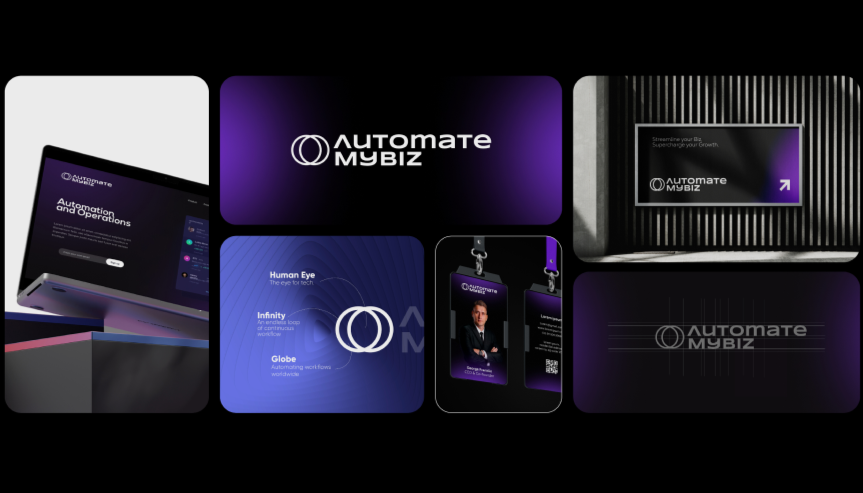 AUTOMATE
MYBIZ
Automation
and Operations
AUTOMATE
MYBIZ
Streamline your Biz,
Supercharge your Growth.
AUTOMATE
MYBIZ
Human Eye
The eye for tech
Infinity
An endless loop
of continuous
workflow
Globe
Automating workflows
worldwide
AUTOMATE
MYBIZ
AUTOMATE
MYBIZ